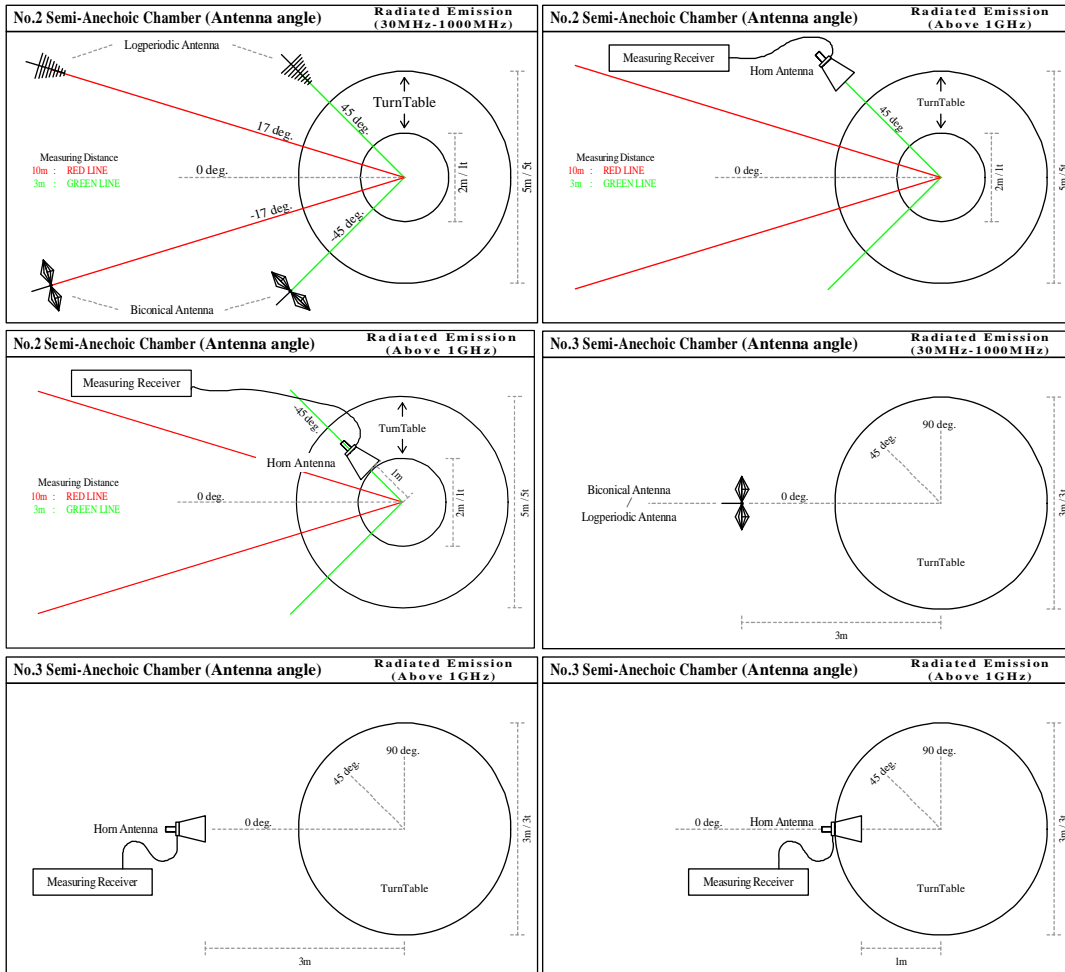 No.2 Semi-Anechoic Chamber (Antenna angle)
Radiated Emission
(30MHz-1000MHz)
Logperiodic Antenna
TurnTable
45 deg.
17 deg.
Measuring Distance
10m : RED LINE
3m : GREEN LINE
0 deg.
2m / 1t
5m / 5t
-17 deg.
-45 deg.
Biconical Antenna
No.2 Semi-Anechoic Chamber (Antenna angle)
Radiated Emission
(Above 1GHz)
Measuring Receiver
Horn Antenna
TurnTable
45 deg.
Measuring Distance
10m : RED LINE
3m : GREEN LINE
0 deg.
2m / 1t
5m / 5t
No.2 Semi-Anechoic Chamber (Antenna angle)
Radiated Emission
(Above 1GHz)
Measuring Receiver
-45 deg.
TurnTable
Horn Antenna
1m
Measuring Distance
10m : RED LINE
3m : GREEN LINE
0 deg.
2m / 1t
5m / 5t
No.3 Semi-Anechoic Chamber (Antenna angle)
Radiated Emission
(30MHz-1000MHz)
90 deg.
45 deg.
Biconical Antenna
0 deg.
Logperiodic Antenna
3m / 3t
TurnTable
3m
No.3 Semi-Anechoic Chamber (Antenna angle)
Radiated Emission
(Above 1GHz)
90 deg.
45 deg.
Horn Antenna
0 deg.
3m / 3t
Measuring Receiver
TurnTable
3m
No.3 Semi-Anechoic Chamber (Antenna angle)
Radiated Emission
(Above 1GHz)
90 deg.
45 deg.
0 deg.
Horn Antenna
3m / 3t
Measuring Receiver
TurnTable
1m